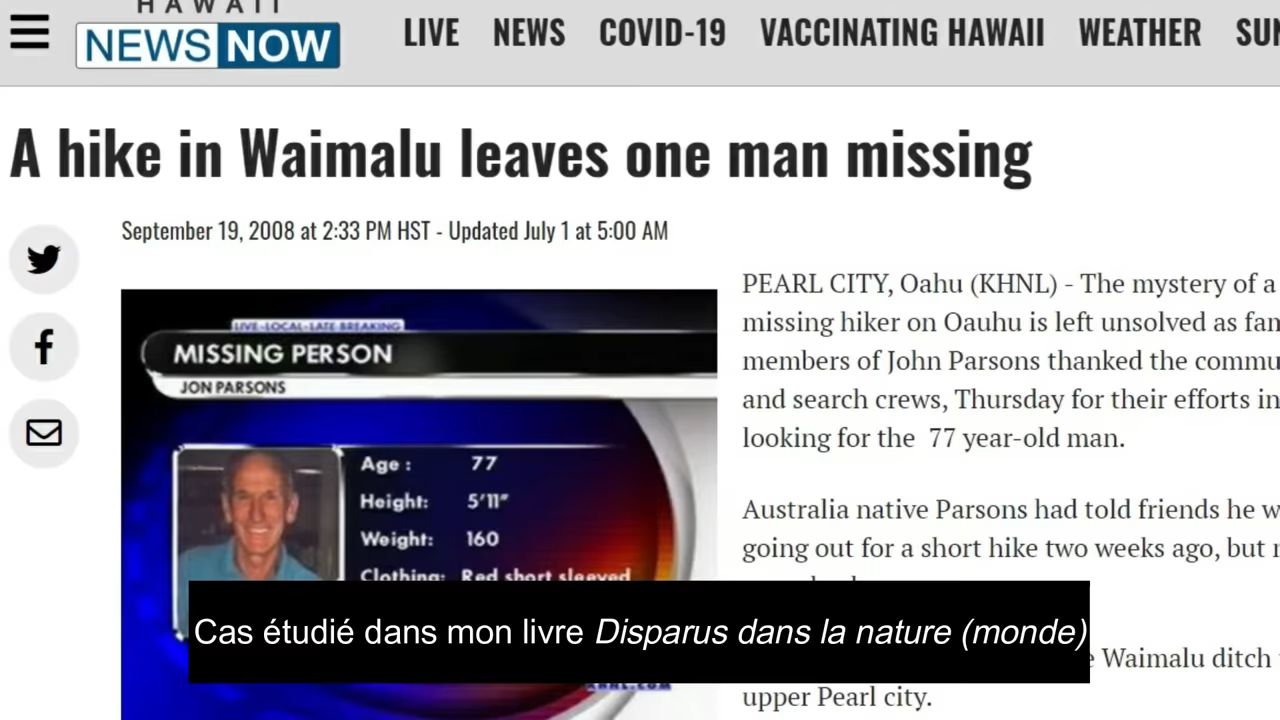 HAWAII
NEWS NOW
LIVE NEWS COVID-19 VACCINATING HAWAII WEATHER
A hike in Waimalu leaves one man missing
September 19, 2008 at 2:33 PM HST - Updated July 1 at 5:00 AM
LIVE-LOCAL-LATE BREAKING
MISSING PERSON
JON PARSONS
Age : 77
Height: 5'11"
Weight: 160
Clothing: Red short sleeved
PEARL CITY, Oahu (KHNL) - The mystery of a
missing hiker on Oauhu is left unsolved as
members of John Parsons thanked the
and search crews, Thursday for their efforts in
looking for the 77 year-old man.
Australia native Parsons had told friends he
going out for a short hike two weeks ago, but
Waimalu ditch
upper Pearl city.
Cas étudié dans mon livre Disparus dans la nature (monde)